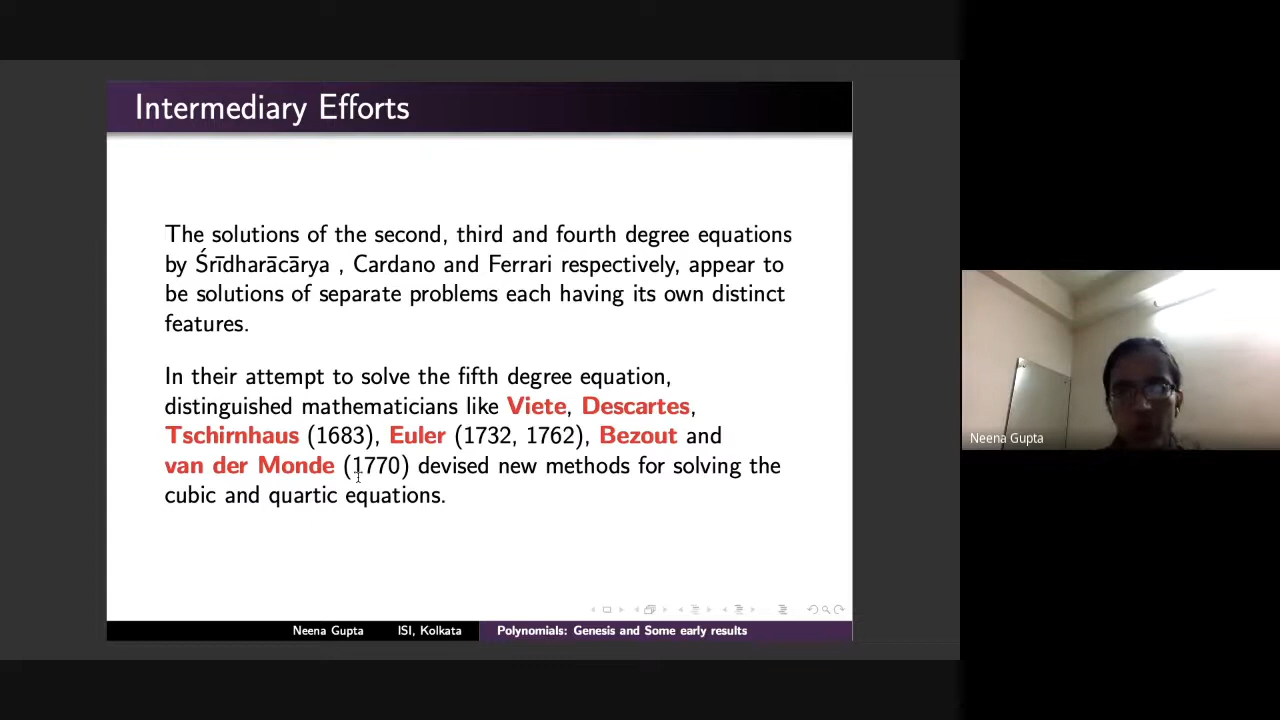 Intermediary Efforts
The solutions of the second, third and fourth degree equations
by Śrīdharācārya , Cardano and Ferrari respectively, appear to
be solutions of separate problems each having its own distinct
features.
In their attempt to solve the fifth degree equation,
distinguished mathematicians like Viete, Descartes,
Tschirnhaus (1683), Euler (1732, 1762), Bezout and
van der Monde (1770) devised new methods for solving the
cubic and quartic equations.
Neena Gupta ISI, Kolkata Polynomials: Genesis and Some early results
Neena Gupta